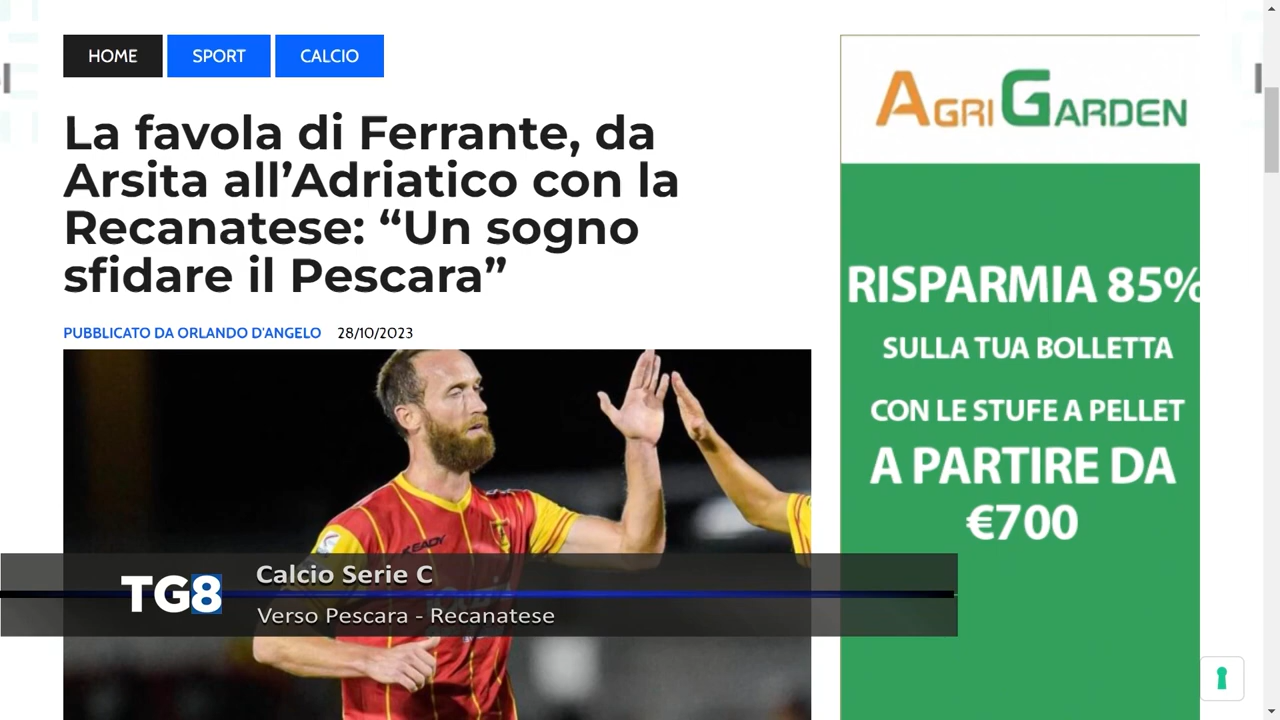 HOME
SPORT
CALCIO
La favola di Ferrante, da
Arsita all’Adriatico con la
Recanatese: “Un sogno
sfidare il Pescara”
PUBBLICATO DA ORLANDO D'ANGELO 28/10/2023
KEADY
TG8
Calcio Serie C
Verso Pescara - Recanatese
AGRI GARDEN
RISPARMIA 85%
SULLA TUA BOLLETTA
CON LE STUFE A PELLET
A PARTIRE DA
€700